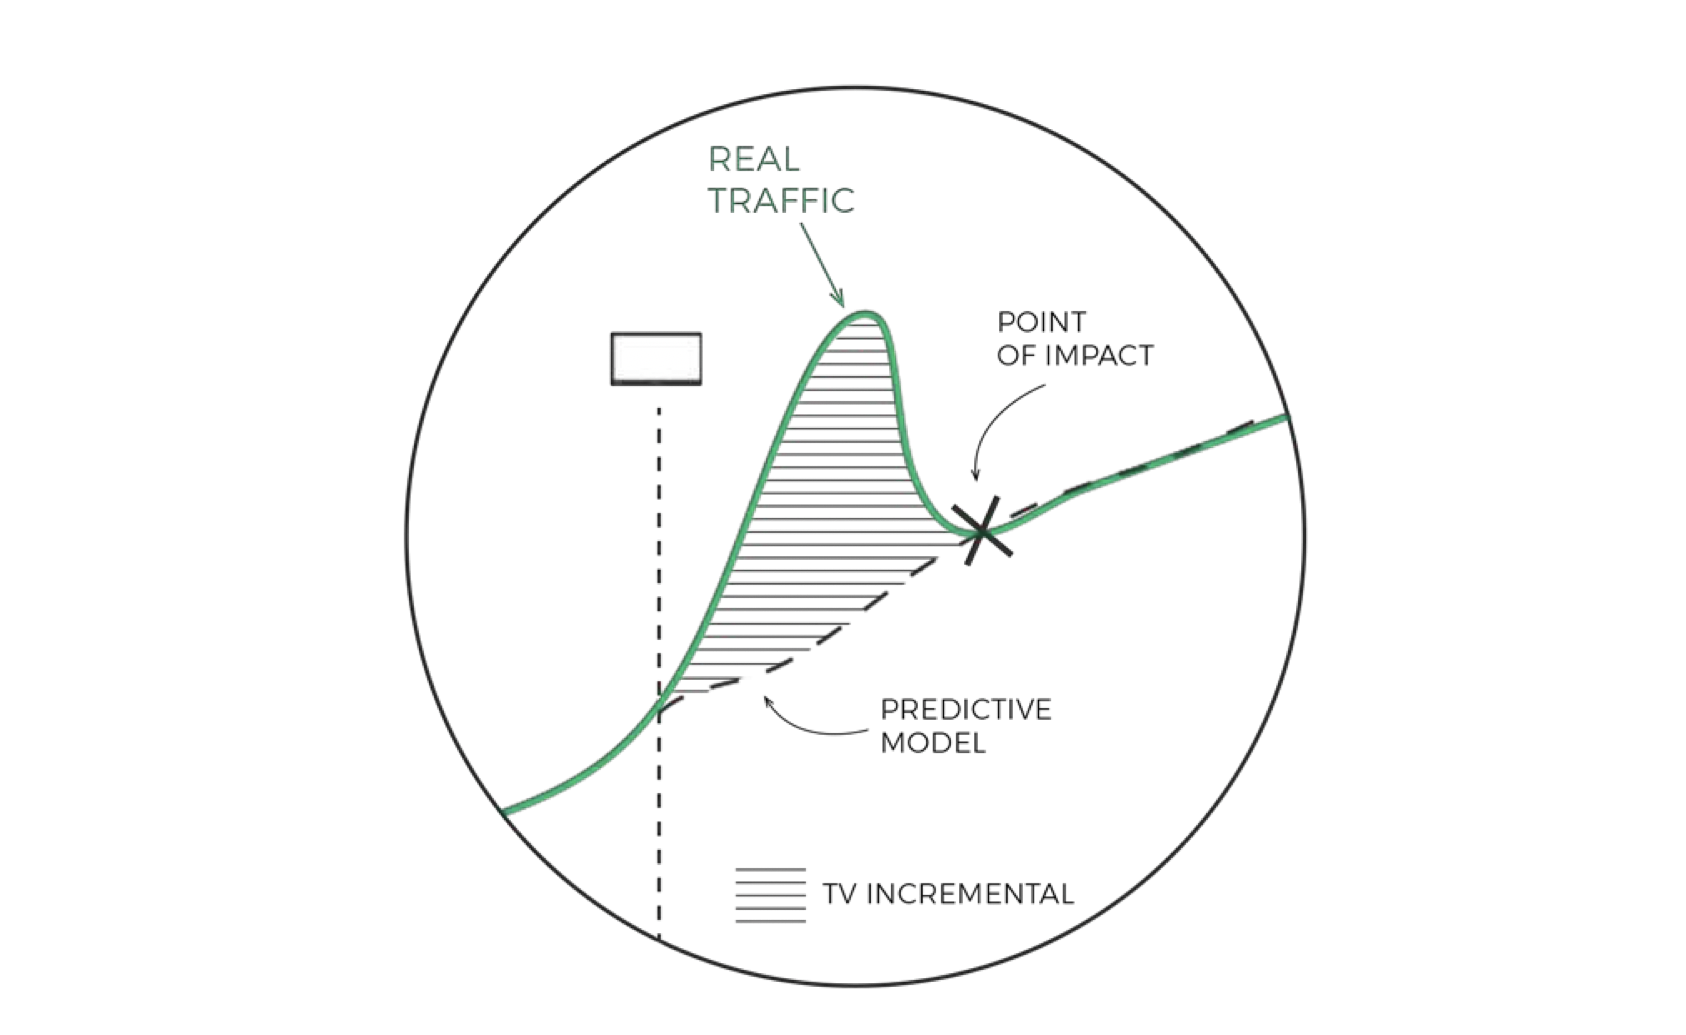 REAL
TRAFFIC
POINT
OF IMPACT
PREDICTIVE
MODEL
TV INCREMENTAL